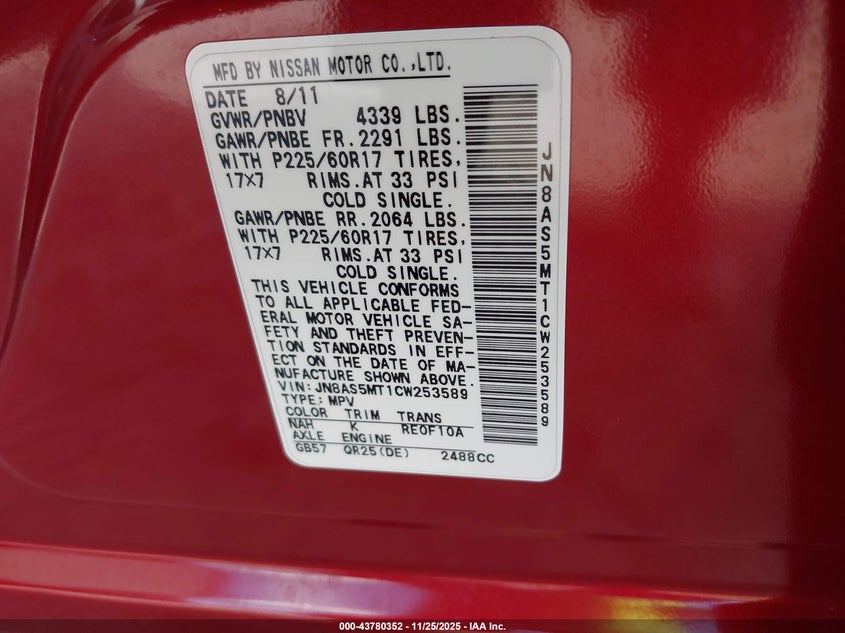 MFD BY NISSAN MOTOR CO.,LTD.
DATE 8/11
GVWR/PNBV 4339 LBS.
GAWR/PNBE FR.2291 LBS.
WITH P225/60R17 TIRES,
17×7 RIMS.AT 33 PSI
COLD SINGLE.
GAWR/PNBE RR.2064 LBS.
WITH P225/60R17 TIRES,
17×7 RIMS.AT 33 PSI
COLD SINGLE.
THIS VEHICLE CONFORMS
TO ALL APPLICABLE FED-
ERAL MOTOR VEHICLE SA-
FETY AND THEFT PREVEN-
TION STANDARDS IN EFF-
ECT ON THE DATE OF MA-
NUFACTURE SHOWN ABOVE.
VIN:JN8AS5MT1CW253589
TYPE:MPV
COLOR TRIM TRANS
NAH K RE0F10A
AXLE ENGINE
GB57 QR25(DE) 2488CC
JN8AS5MT1CW253589
000-43780352 - 11/25/2025 - IAA Inc.